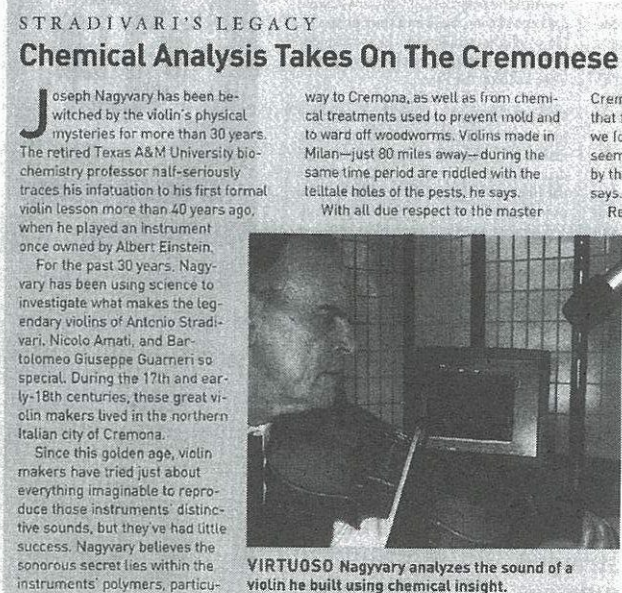 STRADIVARI'S LEGACY
Chemical Analysis Takes On The Cremonese
Joseph Nagyvary has been be-
witched by the violin's physical
mysteries for more than 30 years.
The retired Texas A&M University bio-
chemistry professor half-seriously
traces his infatuation to his first formal
violin lesson more than 40 years ago,
when he played an instrument
once owned by Albert Einstein.
For the past 30 years, Nagy-
vary has been using science to
investigate what makes the leg-
endary violins of Antonio Stradi-
vari, Nicolo Amati, and Bar-
tolomeo Giuseppe Guarneri so
special. During the 17th and ear-
ly-18th centuries, these great vi-
olin makers lived in the northern
Italian city of Cremona.
Since this golden age, violin
makers have tried just about
everything imaginable to repro-
duce those instruments' distinc-
tive sounds, but they've had little
success. Nagyvary believes the
sonorous secret lies within the
instruments' polymers, particu-
way to Cremona, as well as from chemi-
cal treatments used to prevent mold and
to ward off woodworms. Violins made in
Milan—just 80 miles away—during the
same time period are riddled with the
telltale holes of the pests, he says.
With all due respect to the master
VIRTUOSO Nagyvary analyzes the sound of a
violin he built using chemical insight.
Crem
that
we fo
seem
by th
says.
Re